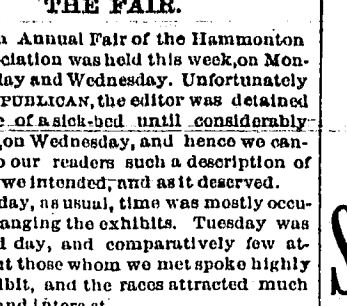 THE FAIR.
Annual Fair of the Hammonton
ciation was held this week, on Mon-
day and Wednesday. Unfortunately
PUBLICAN, the editor was detained
of a sick-bed until considerably
, on Wednesday, and hence we can-
o our readers such a description of
we intended, and as it deserved.
day, as usual, time was mostly occu-
anging the exhibits. Tuesday was
d day, and comparatively few at-
ut those whom we met spoke highly
ibit, and the races attracted much
and interest